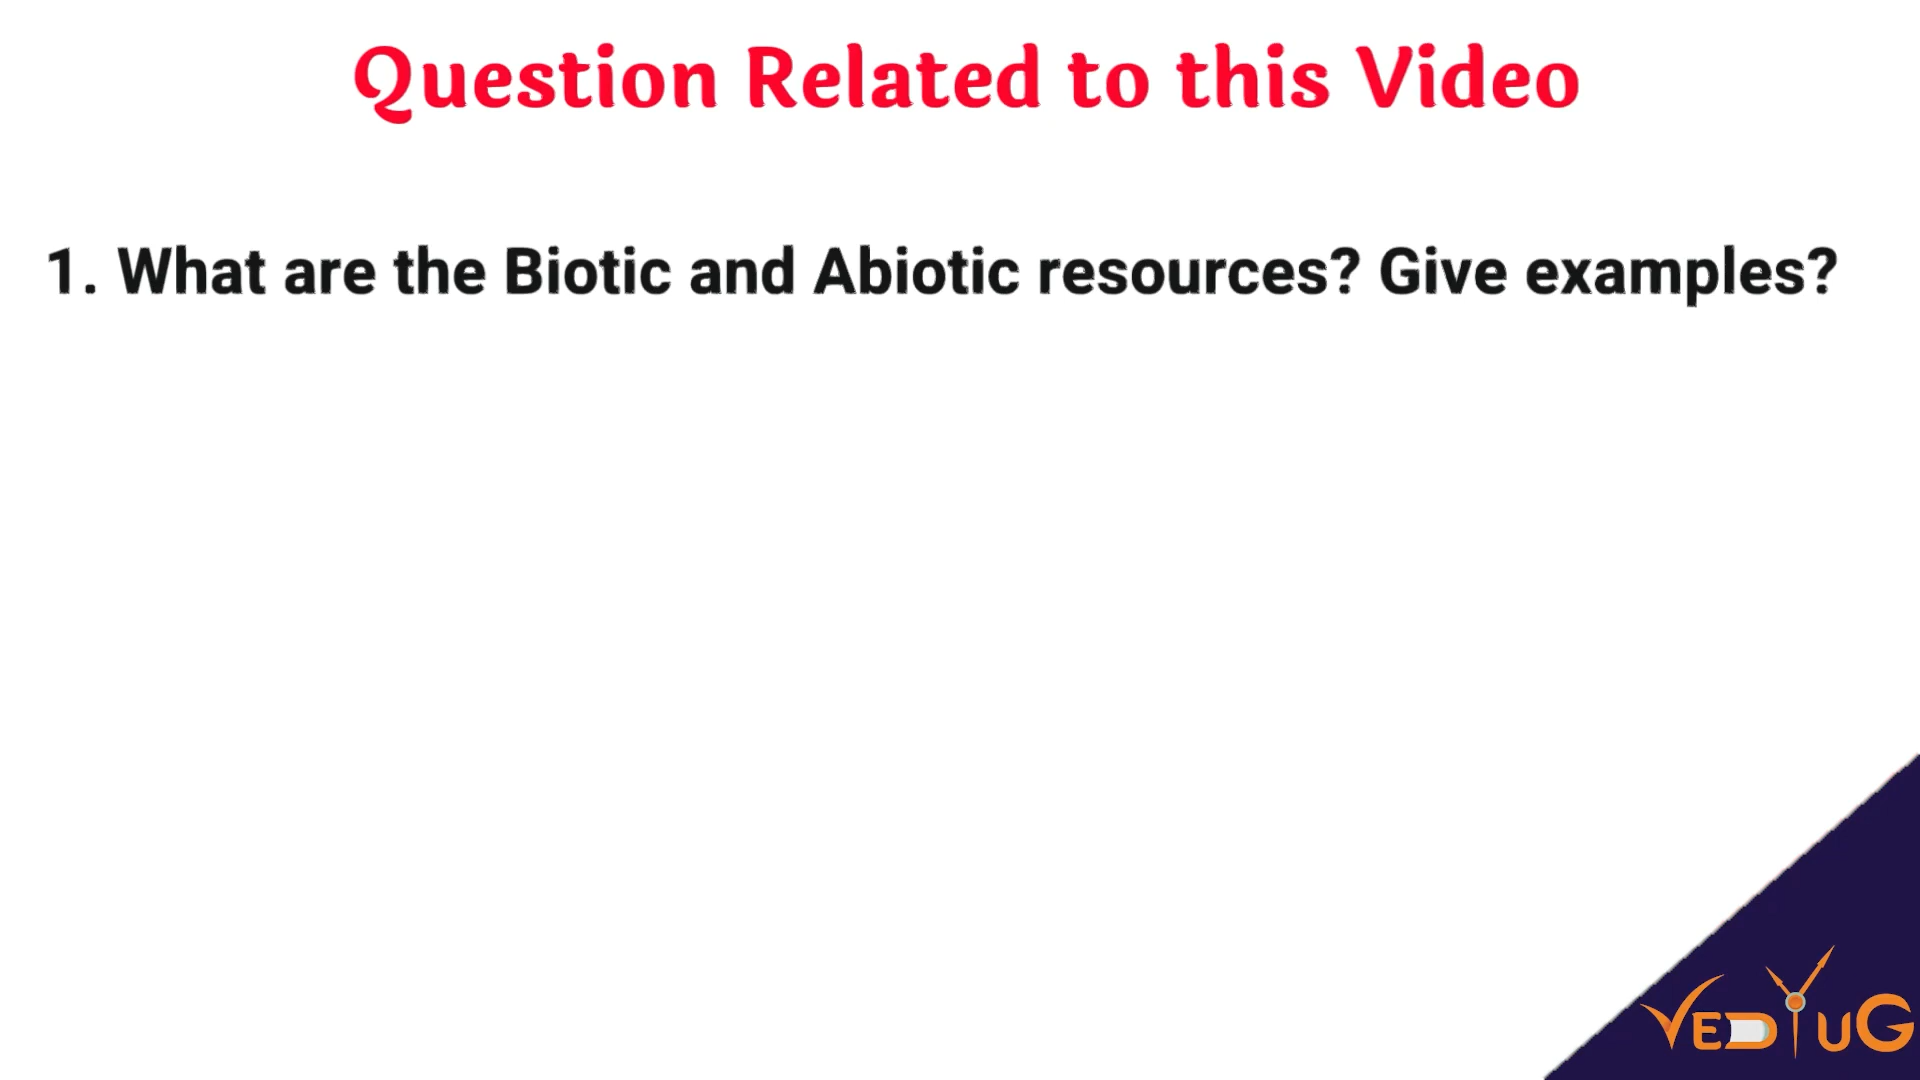 Question Related to this Video
1. What are the Biotic and Abiotic resources? Give examples?
VEDYUG